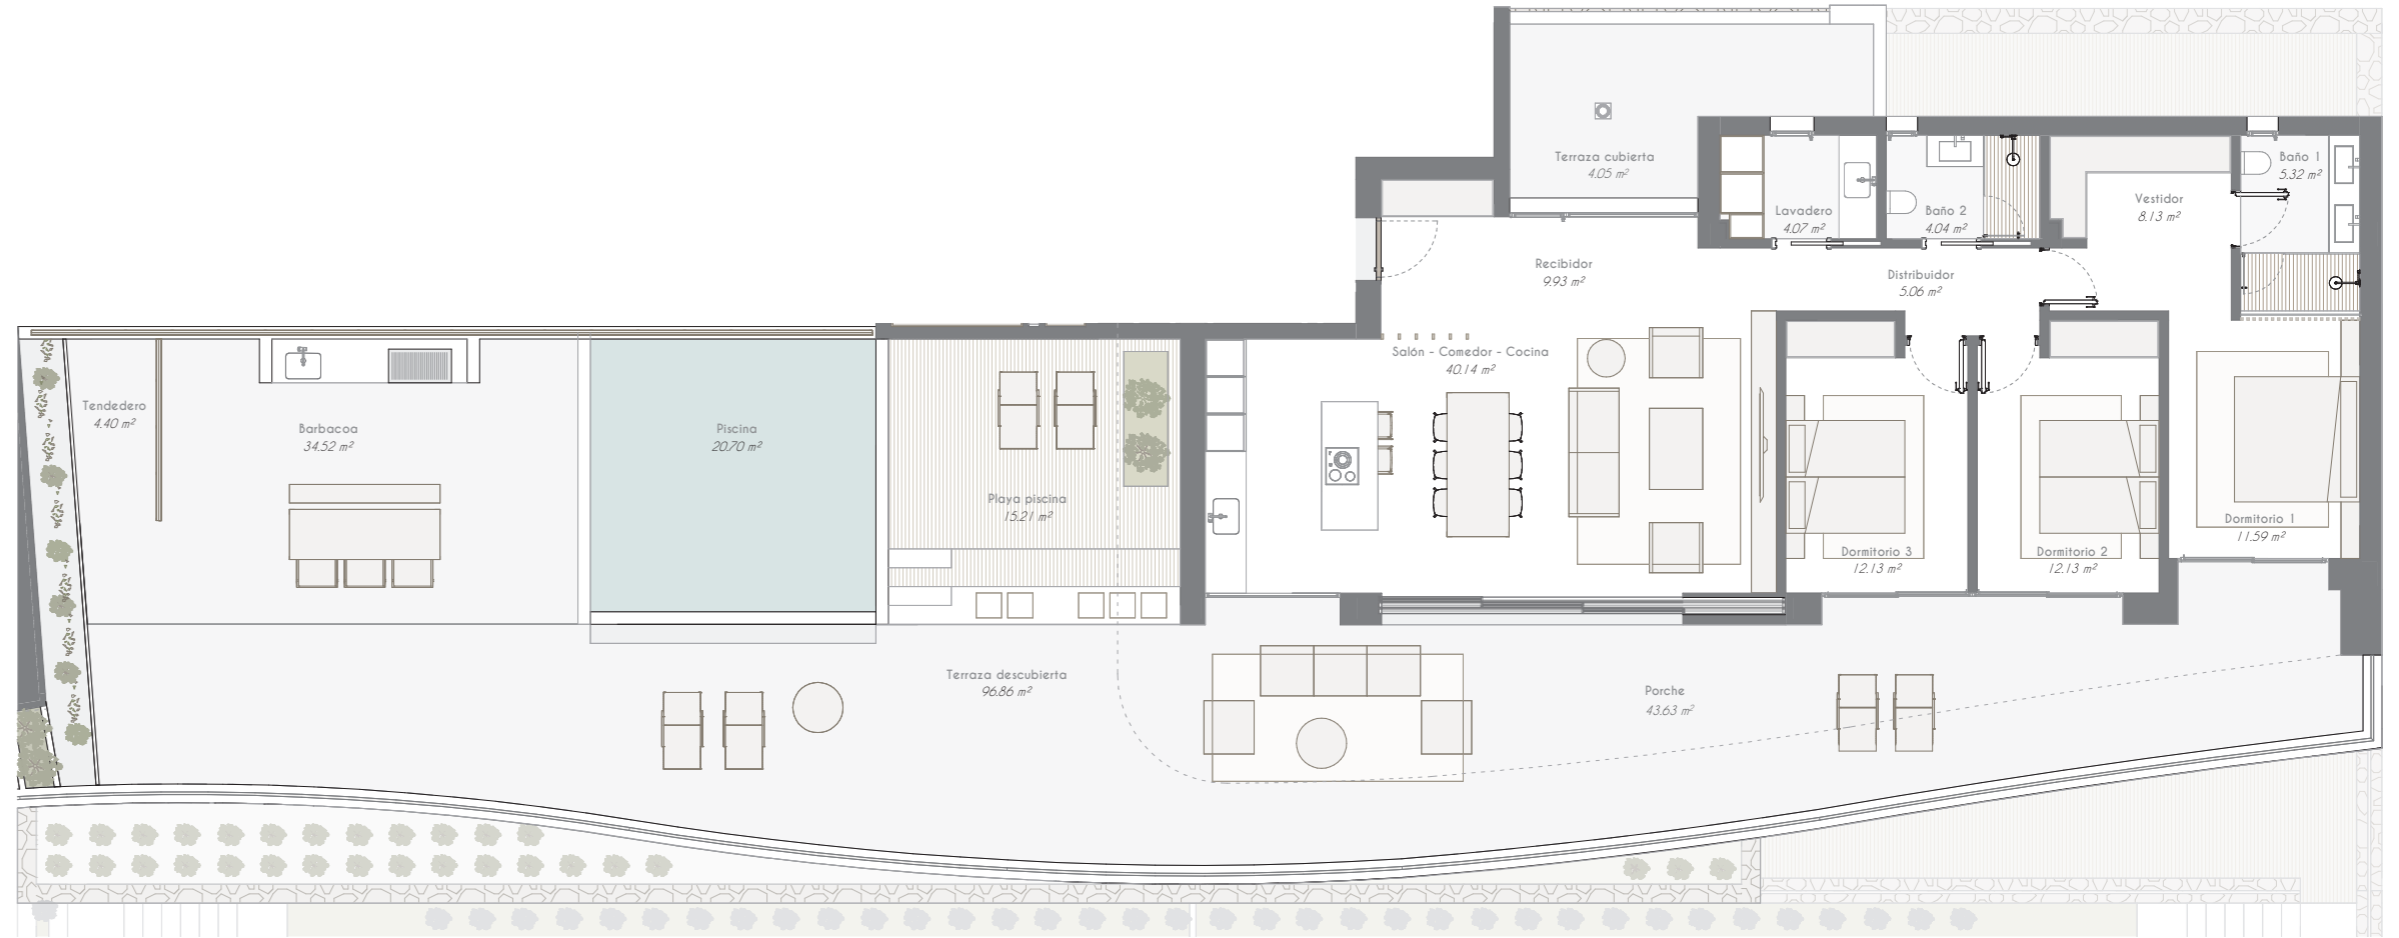 Terraza cubierta
4.05 m²
Baño 1
5.32 m²
Vestidor
8.13 m²
Lavadero
4.07 m²
Baño 2
4.04 m²
Recibidor
9.93 m²
Distribuidor
5.06 m²
Salón - Comedor - Cocina
40.14 m²
Tendedero
4.40 m²
Barbacoa
34.52 m²
Piscina
20.70 m²
Playa piscina
15.21 m²
Dormitorio 1
11.59 m²
Dormitorio 3
12.13 m²
Dormitorio 2
12.13 m²
Terraza descubierta
96.86 m²
Porche
43.63 m²